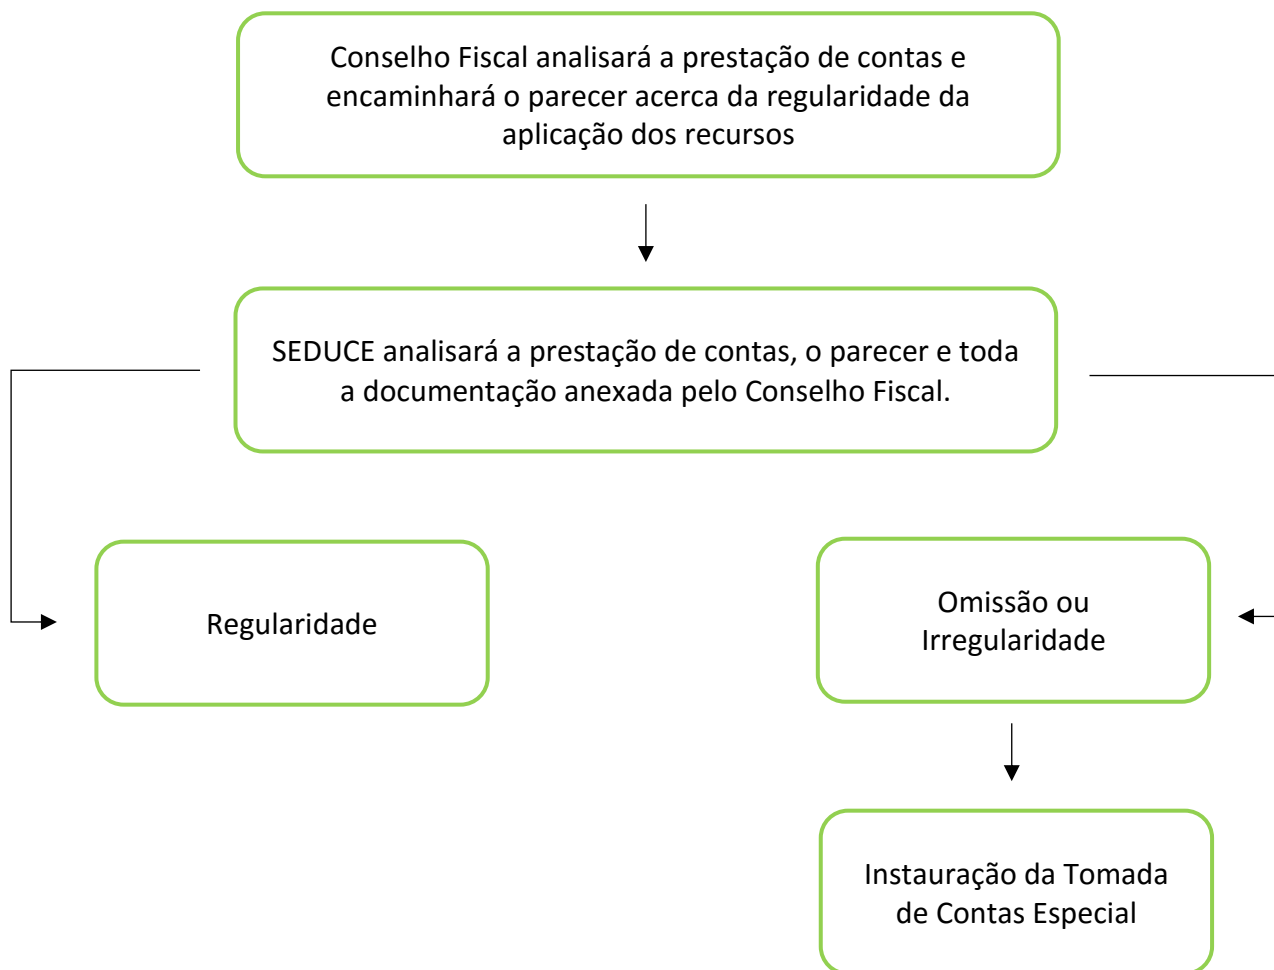 Conselho Fiscal analisará a prestação de contas e
encaminhará o parecer acerca da regularidade da
aplicação dos recursos
SEDUCE analisará a prestação de contas, o parecer e toda
a documentação anexada pelo Conselho Fiscal.
Regularidade
Omissão ou
Irregularidade
Instauração da Tomada
de Contas Especial